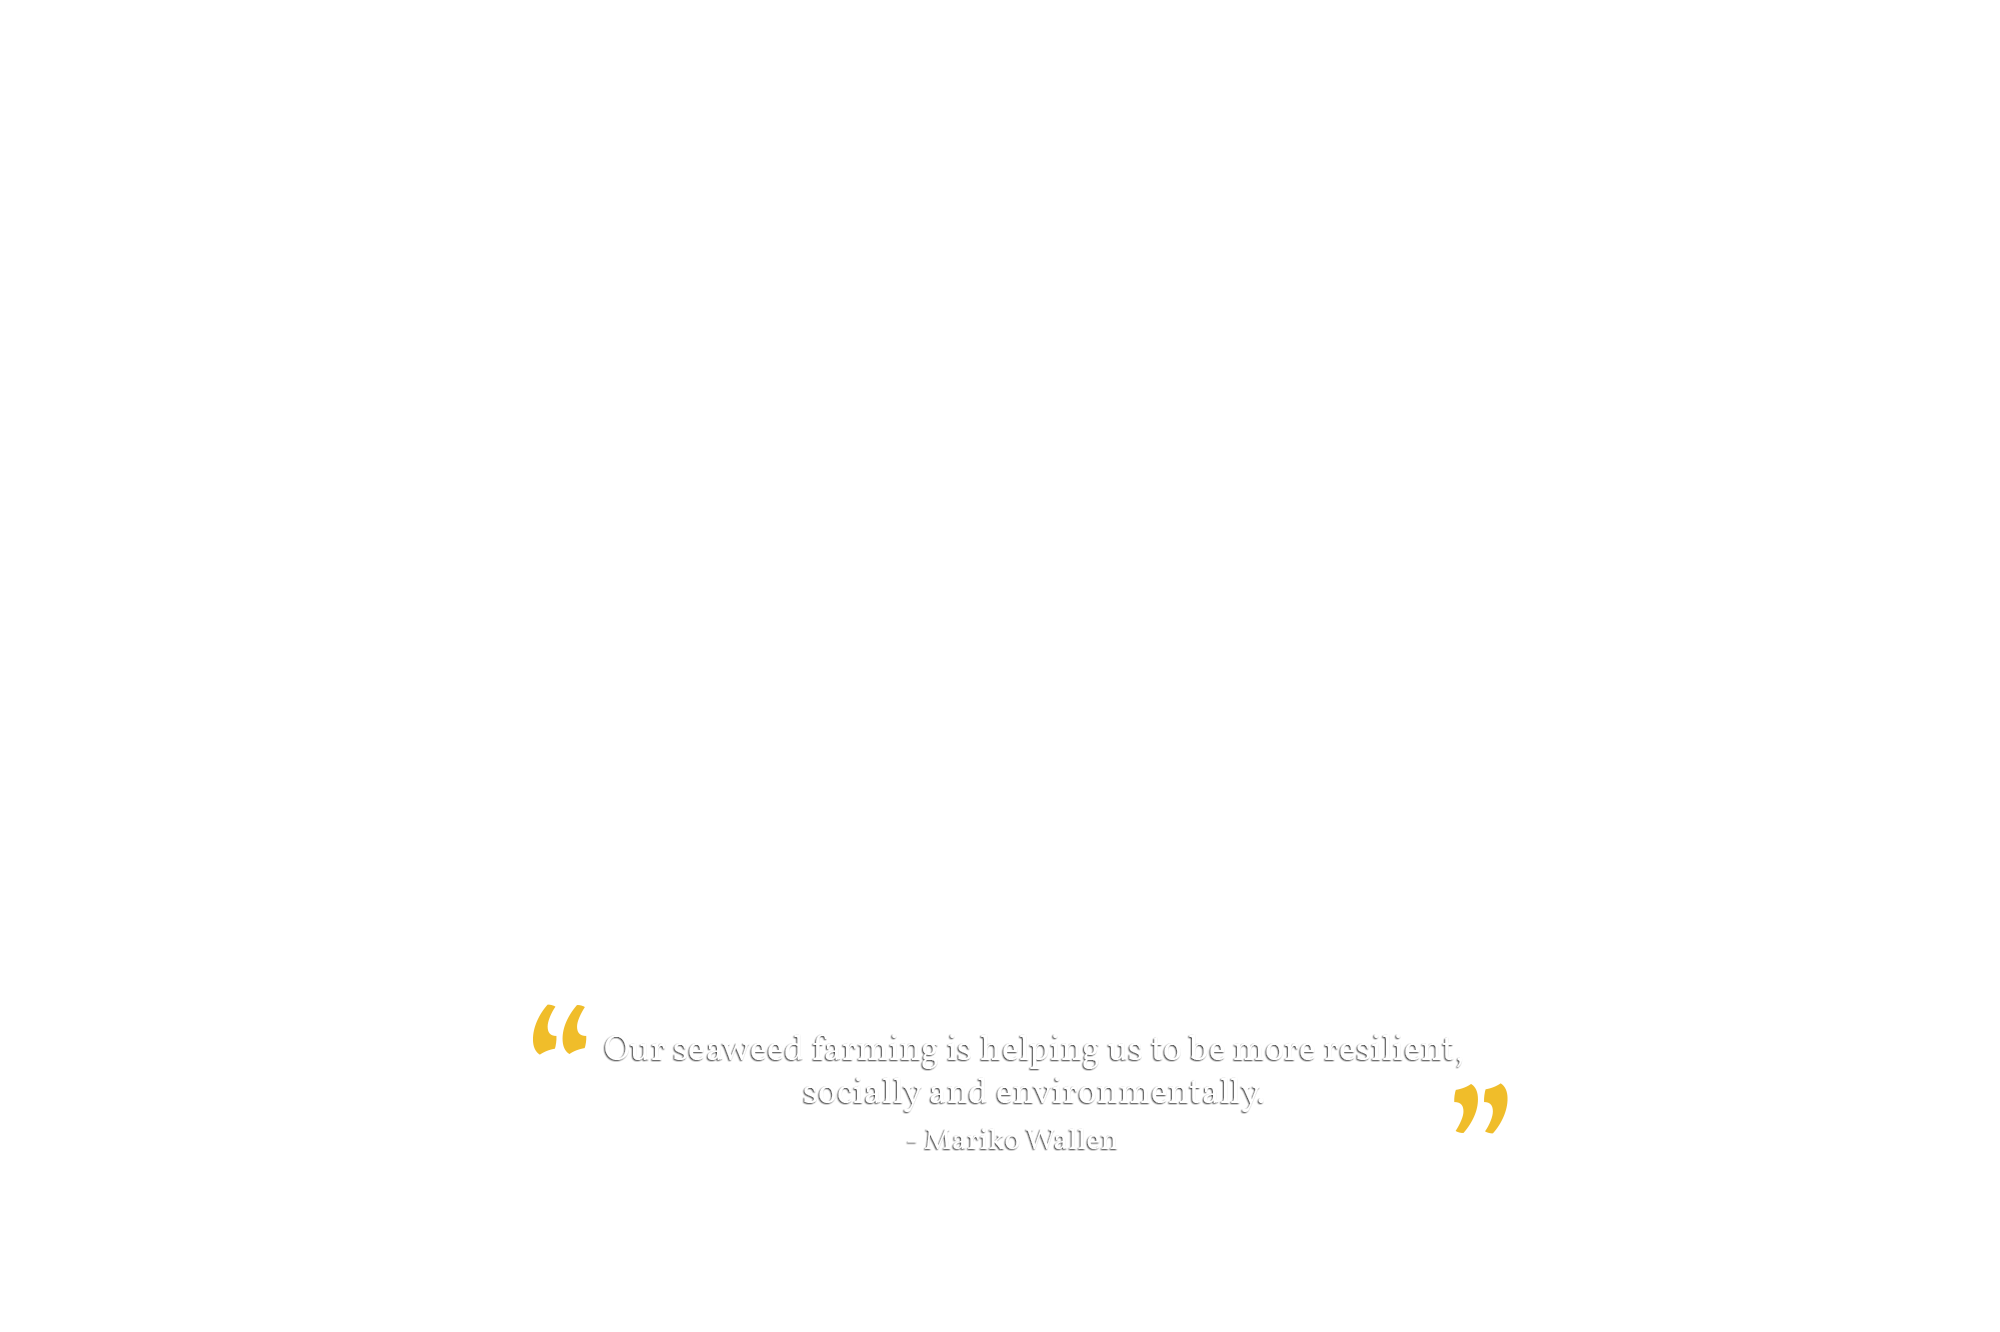 “Our seaweed farming is helping us to be more resilient,
socially and environmentally.”
- Mariko Wallen